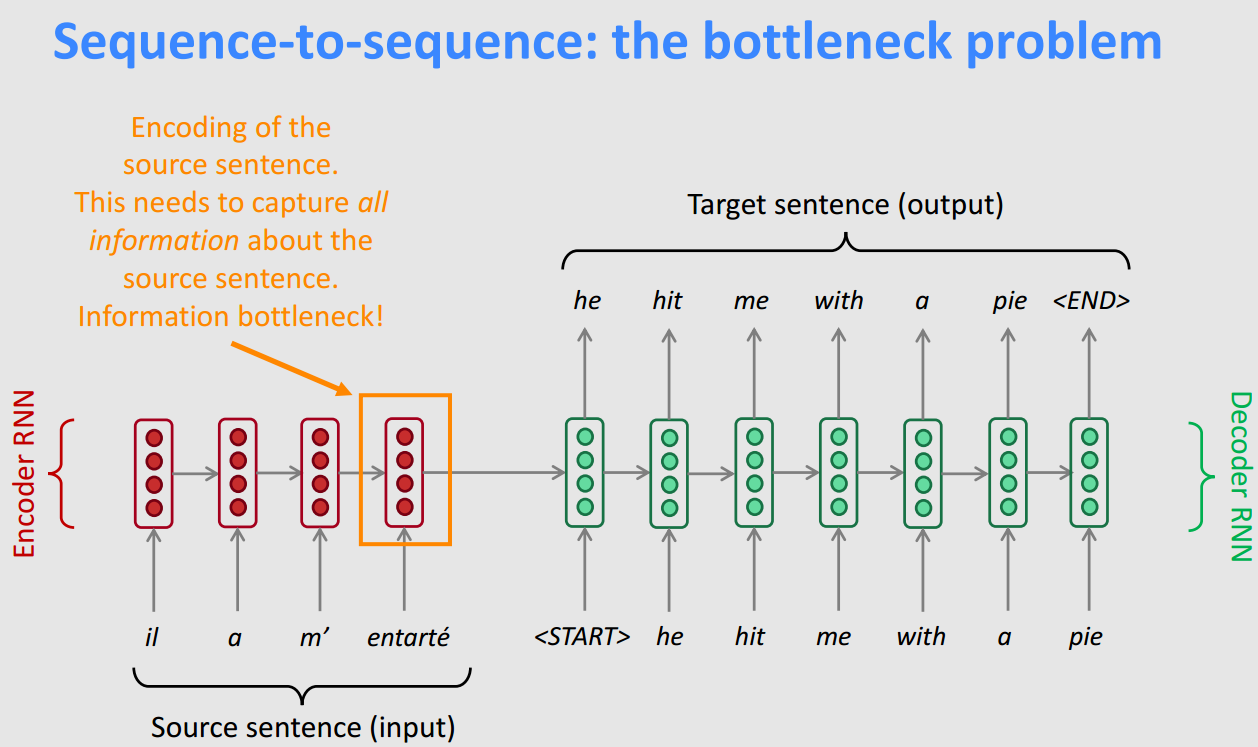 Sequence-to-sequence: the bottleneck problem
Encoding of the
source sentence.
This needs to capture all
information about the
source sentence.
Information bottleneck!
Target sentence (output)
he hit me with a pie <END>
Encoder RNN
Decoder RNN
il a m’ entarté
<START> he hit me with a pie
Source sentence (input)